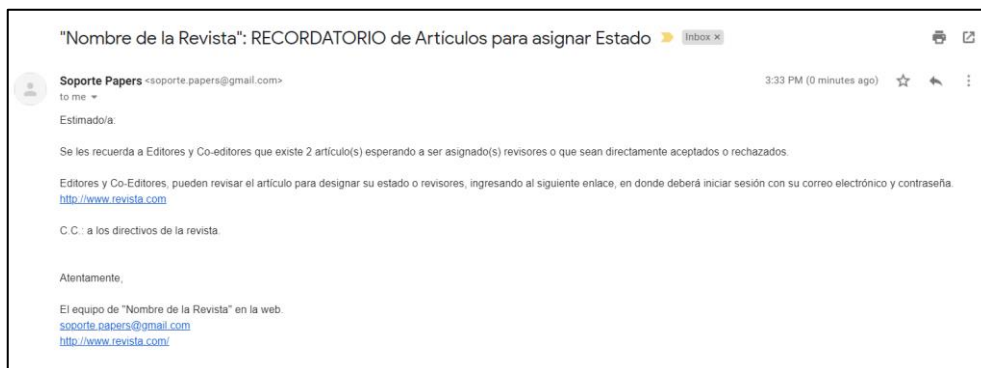 "Nombre de la Revista": RECORDATORIO de Artículos para asignar Estado Inbox ×
Soporte Papers <soporte.papers@gmail.com> 3:33 PM (0 minutes ago)
to me
Estimado/a:
Se les recuerda a Editores y Co-editores que existe 2 artículo(s) esperando a ser asignado(s) revisores o que sean directamente aceptados o rechazados.
Editores y Co-Editores, pueden revisar el artículo para designar su estado o revisores, ingresando al siguiente enlace, en donde deberá iniciar sesión con su correo electrónico y contraseña.
http://www.revista.com
C.C.: a los directivos de la revista.
Atentamente,
El equipo de "Nombre de la Revista" en la web.
soporte.papers@gmail.com
http://www.revista.com/